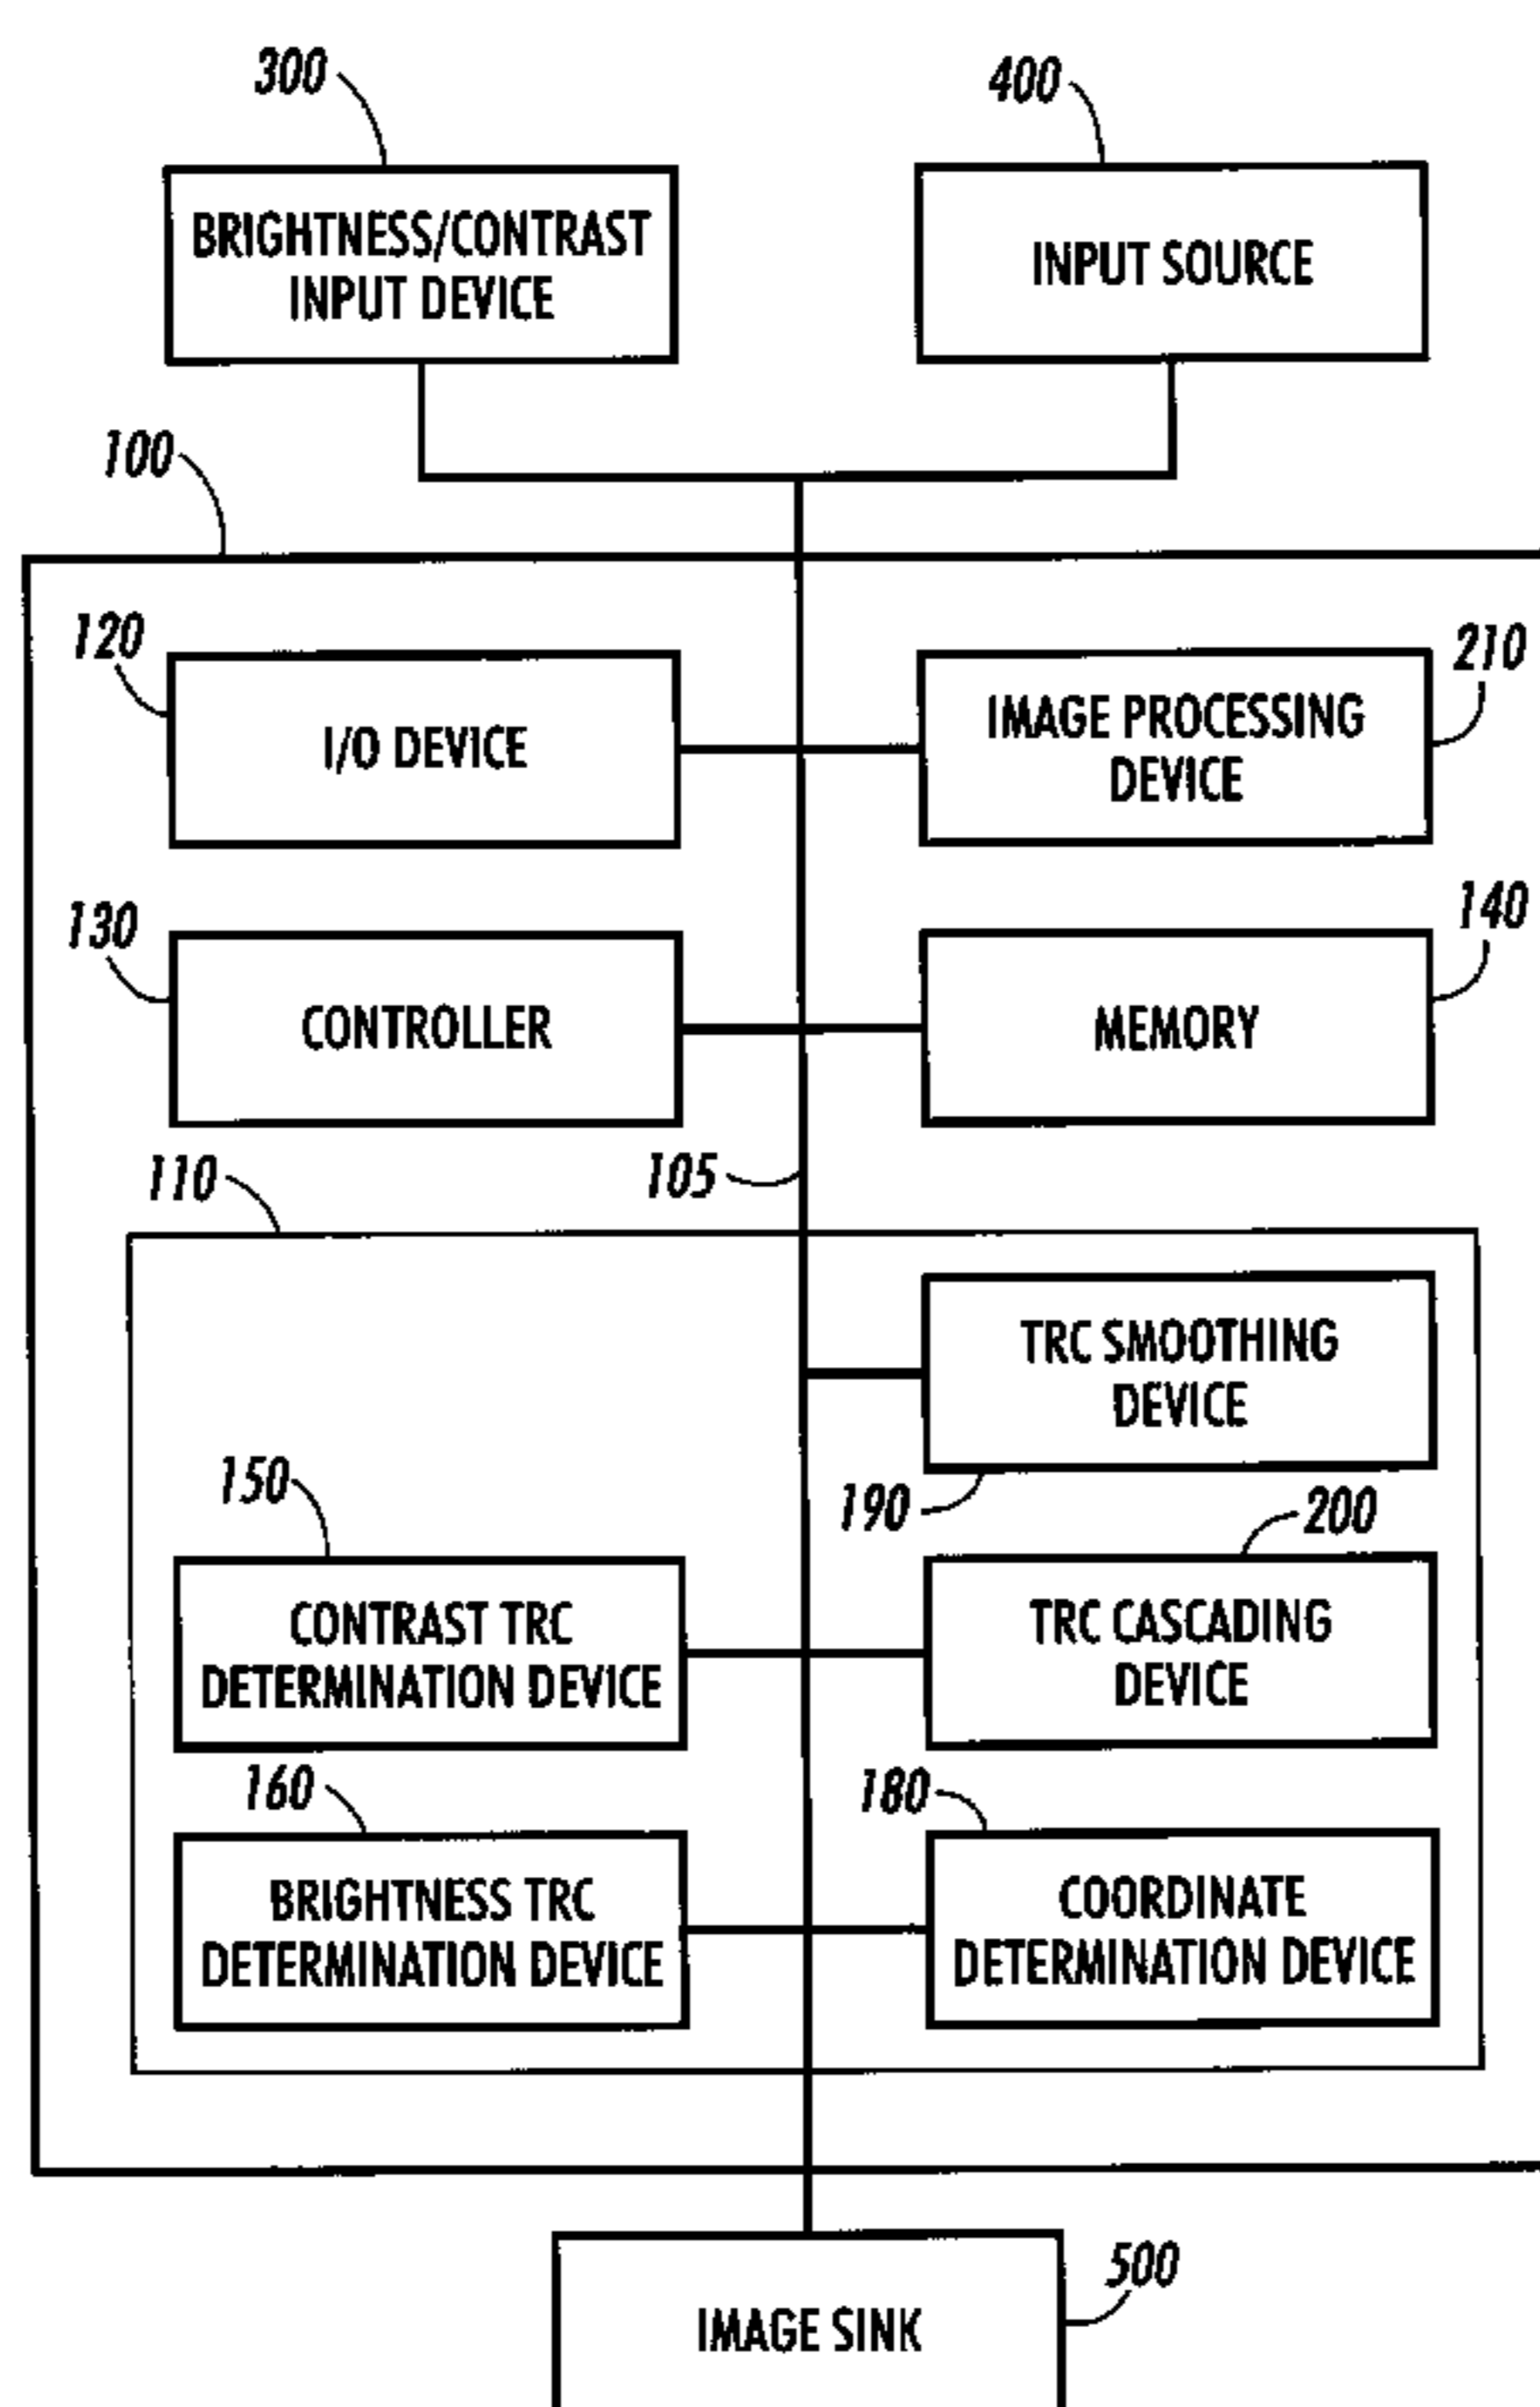 300
400
BRIGHTNESS/CONTRAST
INPUT DEVICE
INPUT SOURCE
100
120
210
I/O DEVICE
IMAGE PROCESSING
DEVICE
130
140
CONTROLLER
MEMORY
110
105
TRC SMOOTHING
DEVICE
150
190
200
CONTRAST TRC
DETERMINATION DEVICE
TRC CASCADING
DEVICE
160
180
BRIGHTNESS TRC
DETERMINATION DEVICE
COORDINATE
DETERMINATION DEVICE
500
IMAGE SINK